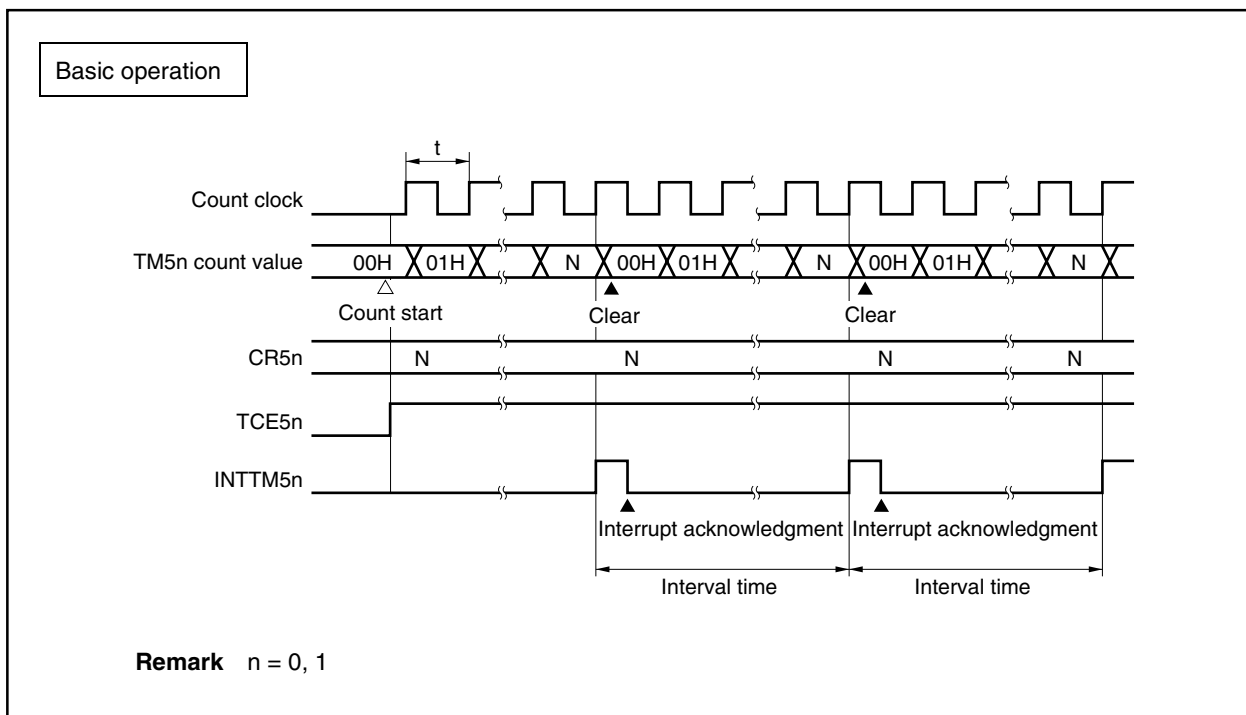 Basic operation
t
Count clock
TM5n count value 00H 01H N 00H 01H N 00H 01H N
Count start Clear Clear
CR5n N N N N
TCE5n
INTTM5n
Interrupt acknowledgment Interrupt acknowledgment
Interval time Interval time
Remark n = 0, 1